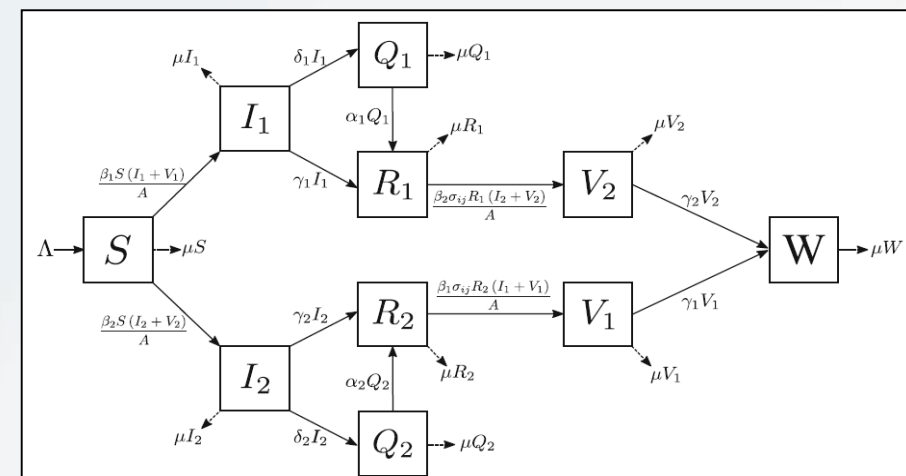 δ₁I₁
Q₁
μQ₁
μI₁
I₁
α₁Q₁
μR₁
μV₂
β₁S(I₁+V₁)/A
γ₁I₁
R₁
β₂σᵢⱼR₁(I₂+V₂)/A
V₂
γ₂V₂
Λ
S
μS
W
μW
β₂S(I₂+V₂)/A
γ₂I₂
R₂
β₁σᵢⱼR₂(I₁+V₁)/A
V₁
γ₁V₁
I₂
α₂Q₂
μR₂
μV₁
μI₂
δ₂I₂
Q₂
μQ₂